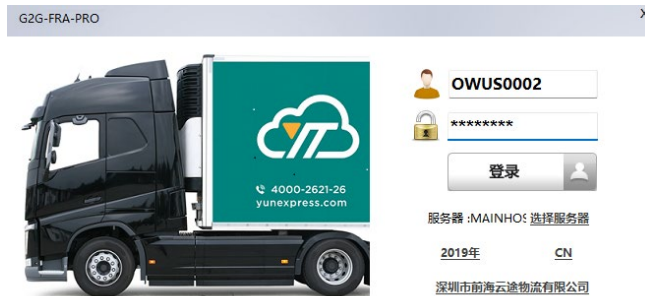 G2G-FRA-PRO
X
OWUS0002
********
登录
4000-2621-26
yunexpress.com
服务器 :MAINHOS 选择服务器
2019年 CN
深圳市前海云途物流有限公司